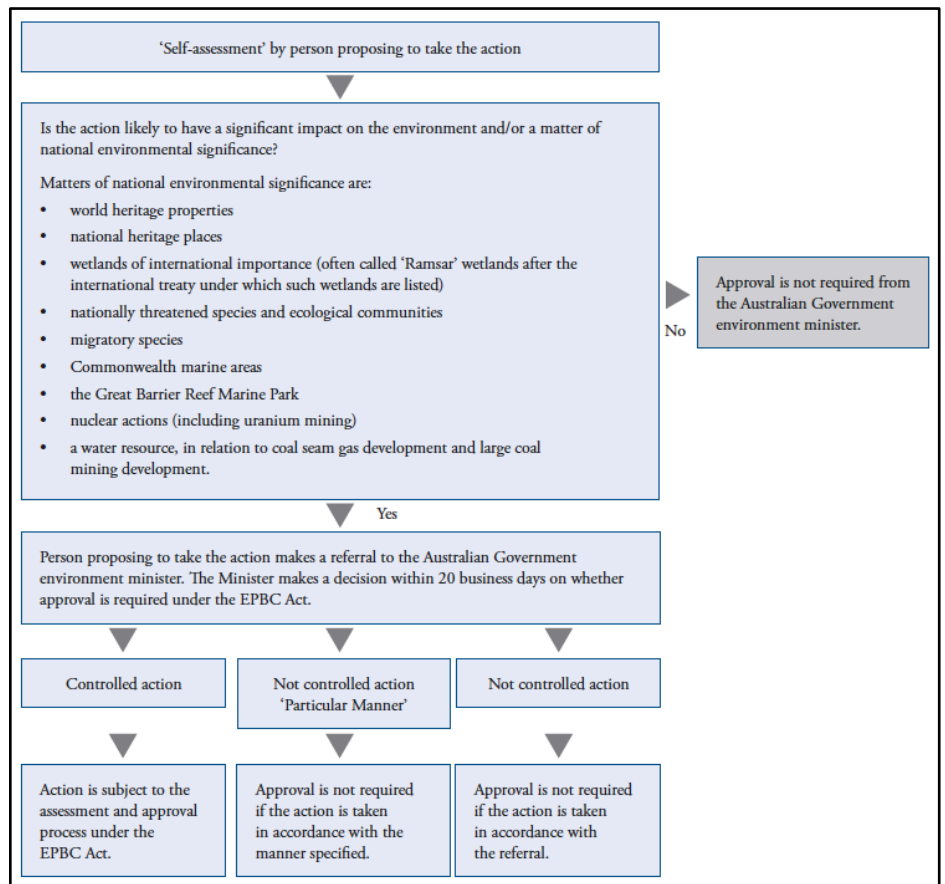 ‘Self-assessment’ by person proposing to take the action
Is the action likely to have a significant impact on the environment and/or a matter of
national environmental significance?
Matters of national environmental significance are:
• world heritage properties
• national heritage places
• wetlands of international importance (often called ‘Ramsar’ wetlands after the
international treaty under which such wetlands are listed)
• nationally threatened species and ecological communities
• migratory species
• Commonwealth marine areas
• the Great Barrier Reef Marine Park
• nuclear actions (including uranium mining)
• a water resource, in relation to coal seam gas development and large coal
mining development.
No
Approval is not required from
the Australian Government
environment minister.
Yes
Person proposing to take the action makes a referral to the Australian Government
environment minister. The Minister makes a decision within 20 business days on whether
approval is required under the EPBC Act.
Controlled action
Not controlled action
‘Particular Manner’
Not controlled action
Action is subject to the
assessment and approval
process under the
EPBC Act.
Approval is not required
if the action is taken
in accordance with the
manner specified.
Approval is not required
if the action is taken
in accordance with
the referral.